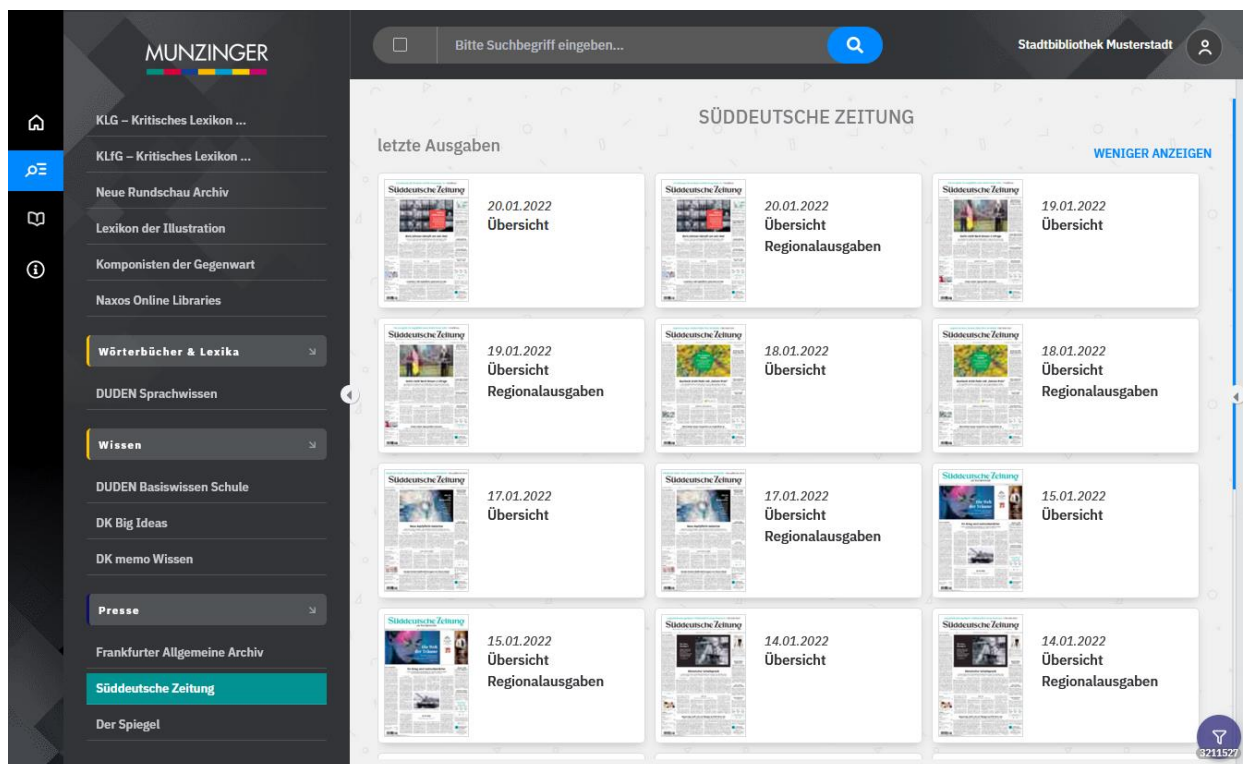 MUNZINGER
Bitte Suchbegriff eingeben...
Stadtbibliothek Musterstadt
KLG – Kritisches Lexikon ...
KLfG – Kritisches Lexikon ...
Neue Rundschau Archiv
Lexikon der Illustration
Komponisten der Gegenwart
Naxos Online Libraries
Wörterbücher & Lexika
DUDEN Sprachwissen
Wissen
DUDEN Basiswissen Schule
DK Big Ideas
DK memo Wissen
Presse
Frankfurter Allgemeine Archiv
Süddeutsche Zeitung
Der Spiegel
SÜDDEUTSCHE ZEITUNG
letzte Ausgaben
WENIGER ANZEIGEN
Süddeutsche Zeitung
20.01.2022
Übersicht
Süddeutsche Zeitung
20.01.2022
Übersicht
Regionalausgaben
Süddeutsche Zeitung
19.01.2022
Übersicht
Süddeutsche Zeitung
19.01.2022
Übersicht
Regionalausgaben
Süddeutsche Zeitung
18.01.2022
Übersicht
Süddeutsche Zeitung
18.01.2022
Übersicht
Regionalausgaben
Süddeutsche Zeitung
17.01.2022
Übersicht
Süddeutsche Zeitung
17.01.2022
Übersicht
Regionalausgaben
Süddeutsche Zeitung
15.01.2022
Übersicht
Süddeutsche Zeitung
15.01.2022
Übersicht
Regionalausgaben
Süddeutsche Zeitung
14.01.2022
Übersicht
Süddeutsche Zeitung
14.01.2022
Übersicht
Regionalausgaben
3211527